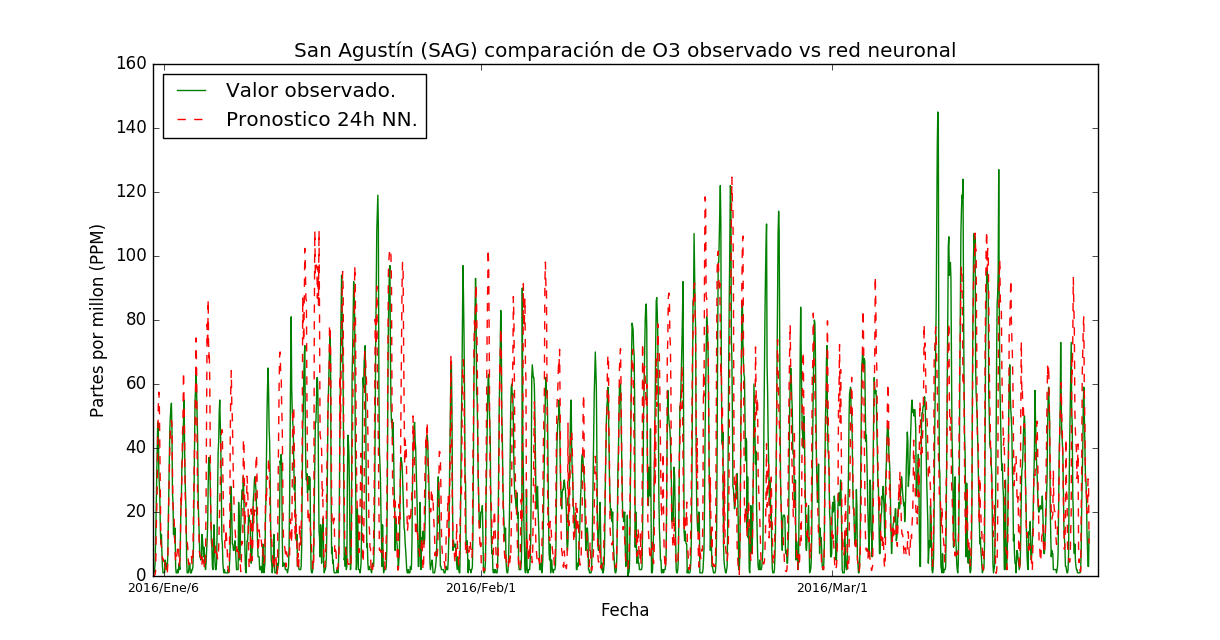 San Agustín (SAG) comparación de O3 observado vs red neuronal
160
140
120
100
80
60
40
20
0
Partes por millon (PPM)
Valor observado.
Pronostico 24h NN.
2016/Ene/6
2016/Feb/1
2016/Mar/1
Fecha